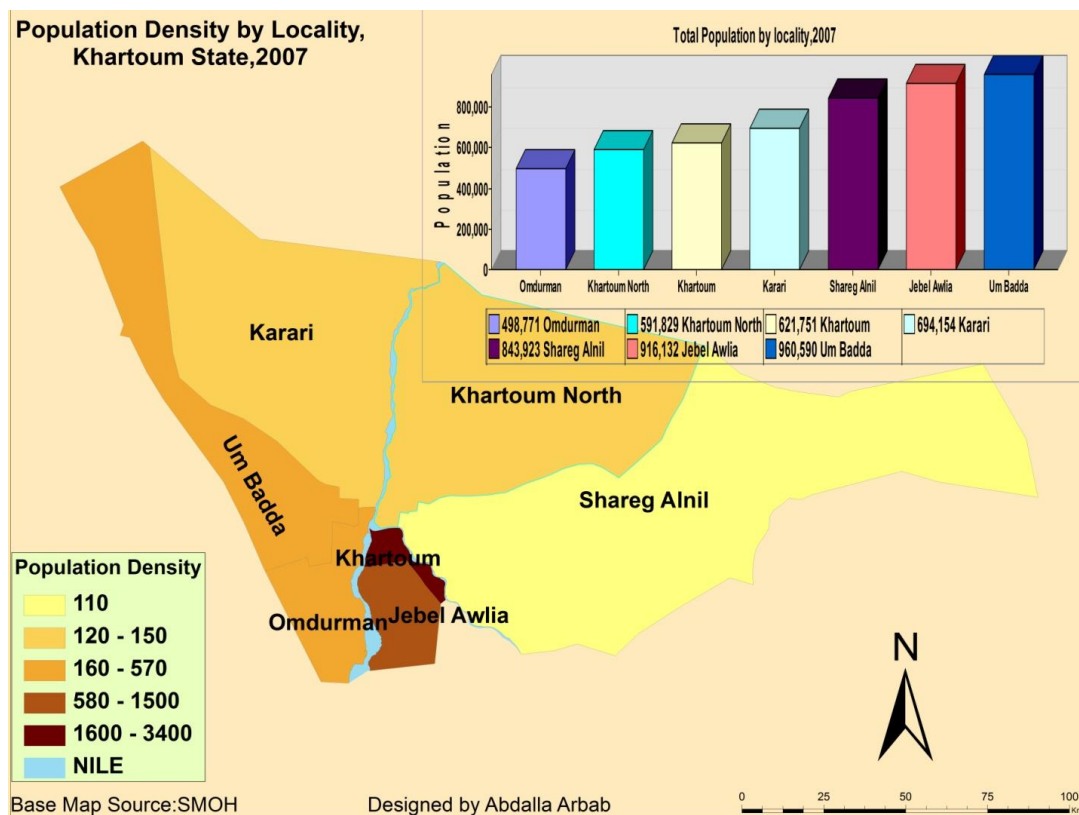 Population Density by Locality,
Khartoum State,2007
Total Population by locality,2007
Population
800,000
600,000
400,000
200,000
0
Omdurman
Khartoum North
Khartoum
Karari
Shareg Alnil
Jebel Awlia
Um Badda
498,771 Omdurman
591,829 Khartoum North
621,751 Khartoum
694,154 Karari
843,923 Shareg Alnil
916,132 Jebel Awlia
960,590 Um Badda
Karari
Khartoum North
Um Badda
Shareg Alnil
Khartoum
Omdurman
Jebel Awlia
Population Density
110
120 - 150
160 - 570
580 - 1500
1600 - 3400
NILE
N
Base Map Source:SMOH
Designed by Abdalla Arbab
0
25
50
75
100